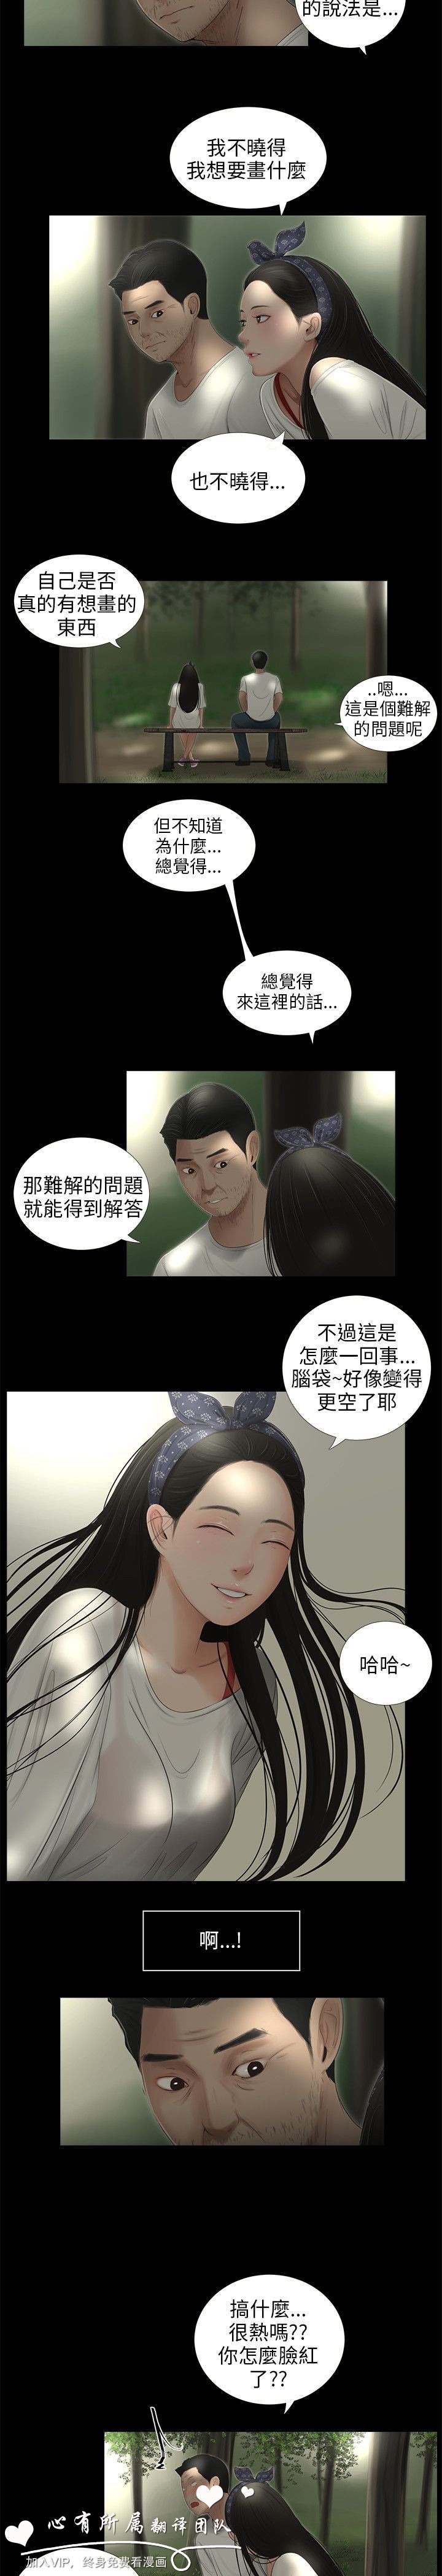 的說法是...
我不曉得
我想要畫什麼
也不曉得...
自己是否
真的有想畫的
東西
..嗯...
這是個難解
的問題呢
但不知道
為什麼...
總覺得...
總覺得
來這裡的話...
那難解的問題
就能得到解答
不過這是
怎麼一回事...
腦袋~好像變得
更空了耶
哈哈~
啊...!
搞什麼...
很熱嗎??
你怎麼臉紅
了??
心有所属翻译团队
加入VIP，终身免费看漫画